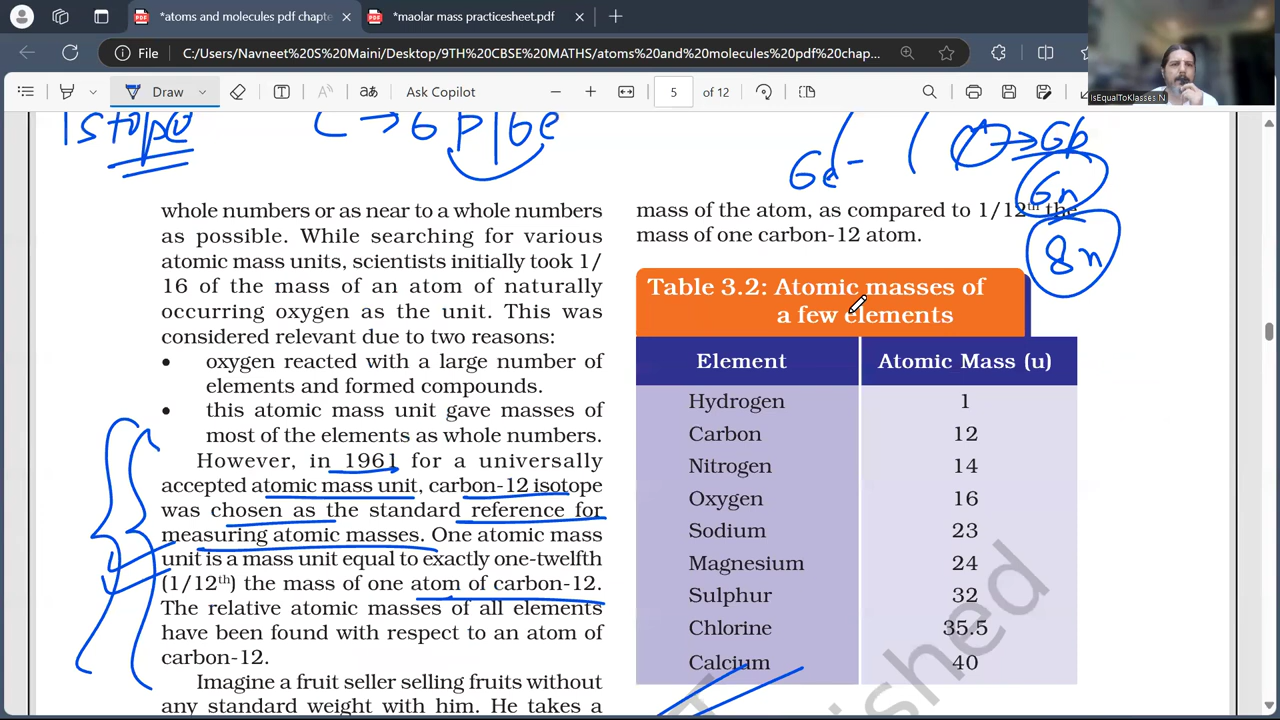 *atoms and molecules pdf chapte
*maolar mass practicesheet.pdf
File
C:/Users/Navneet%20S%20Maini/Desktop/9TH%20CBSE%20MATHS/atoms%20and%20molecules%20pdf%20chap...
IsEqualToKlasses N
Draw
Ask Copilot
5
of 12
C → 6 p/6e
6e-
→ 6p
6n
8n
whole numbers or as near to a whole numbers
as possible. While searching for various
atomic mass units, scientists initially took 1/
16 of the mass of an atom of naturally
occurring oxygen as the unit. This was
considered relevant due to two reasons:
• oxygen reacted with a large number of
elements and formed compounds.
• this atomic mass unit gave masses of
most of the elements as whole numbers.
However, in 1961 for a universally
accepted atomic mass unit, carbon-12 isotope
was chosen as the standard reference for
measuring atomic masses. One atomic mass
unit is a mass unit equal to exactly one-twelfth
(1/12th) the mass of one atom of carbon-12.
The relative atomic masses of all elements
have been found with respect to an atom of
carbon-12.
Imagine a fruit seller selling fruits without
any standard weight with him. He takes a
mass of the atom, as compared to 1/12th the
mass of one carbon-12 atom.
Table 3.2: Atomic masses of
a few elements
Element Atomic Mass (u)
Hydrogen 1
Carbon 12
Nitrogen 14
Oxygen 16
Sodium 23
Magnesium 24
Sulphur 32
Chlorine 35.5
Calcium 40